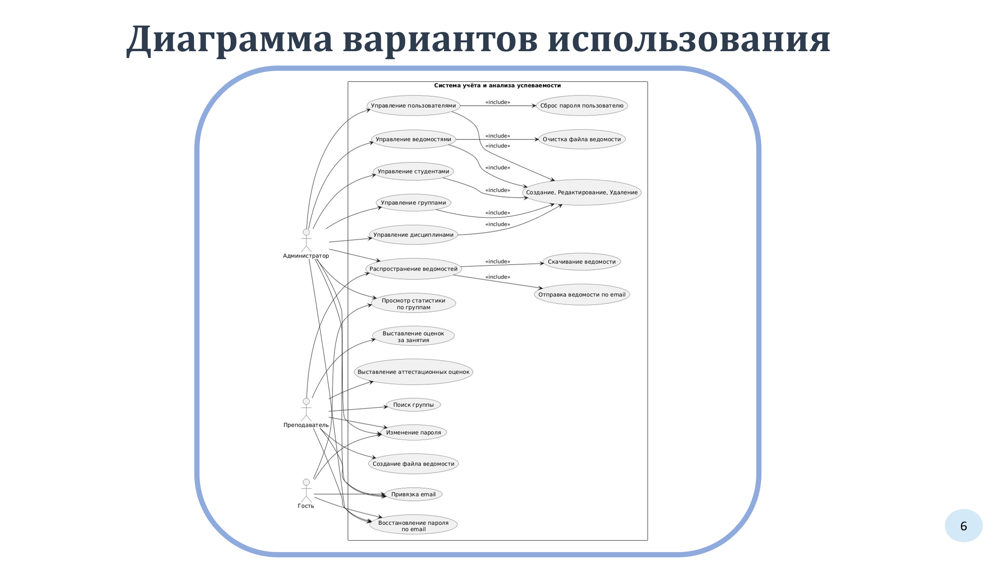 Диаграмма вариантов использования
Система учёта и анализа успеваемости
Управление пользователями
«include»
Сброс пароля пользователю
Управление ведомостями
«include»
Очистка файла ведомости
«include»
Управление студентами
«include»
«include»
Создание, Редактирование, Удаление
Управление группами
«include»
Управление дисциплинами
«include»
Администратор
Распространение ведомостей
«include»
Скачивание ведомости
«include»
Отправка ведомости по email
Просмотр статистики
по группам
Выставление оценок
за занятия
Выставление аттестационных оценок
Поиск группы
Преподаватель
Изменение пароля
Создание файла ведомости
Привязка email
Гость
Восстановление пароля
по email
6